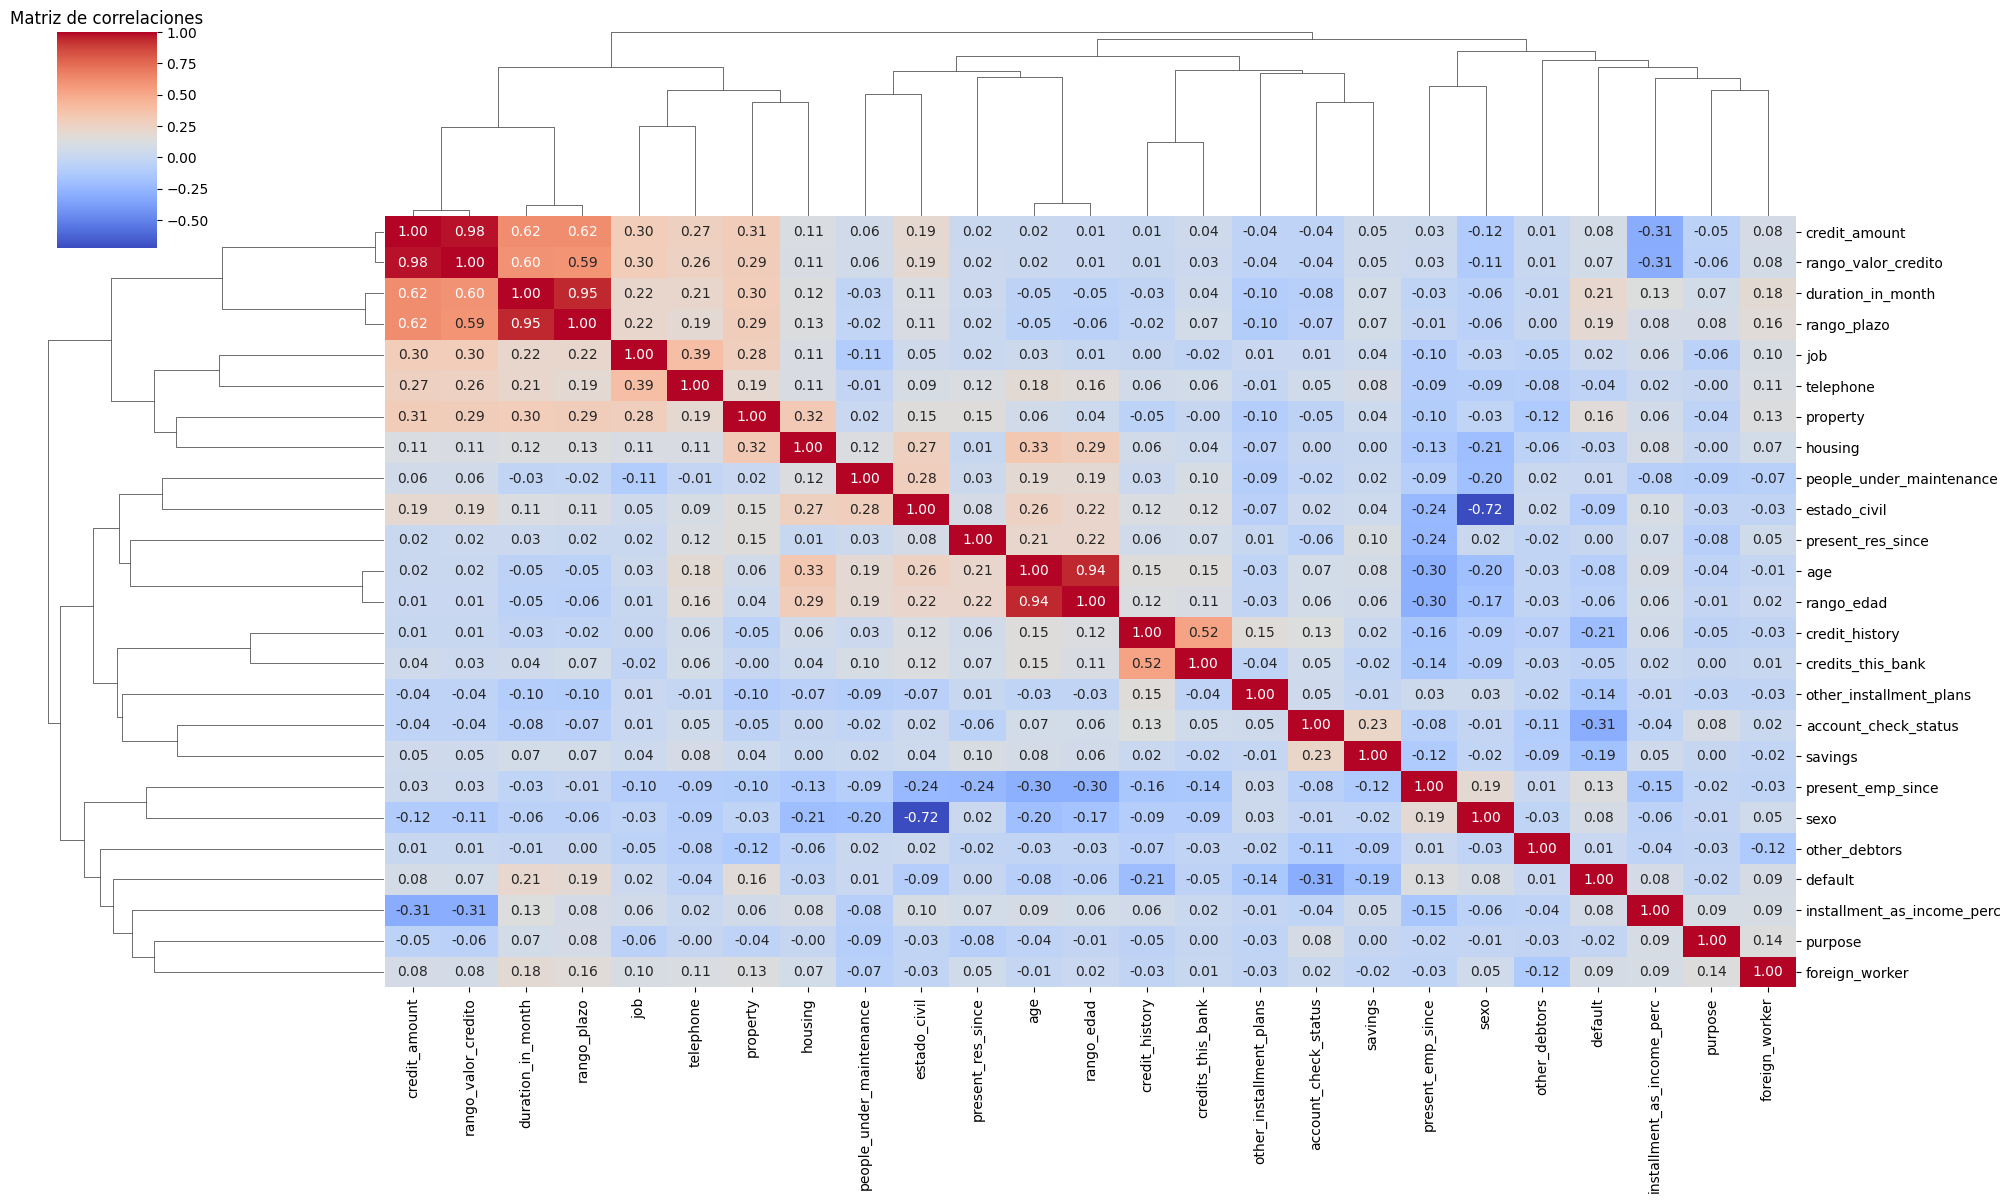 Matriz de correlaciones
1.00
0.75
0.50
0.25
0.00
−0.25
−0.50
1.00 0.98 0.62 0.62 0.30 0.27 0.31 0.11 0.06 0.19 0.02 0.02 0.01 0.01 0.04 -0.04 -0.04 0.05 0.03 -0.12 0.01 0.08 -0.31 -0.05 0.08 credit_amount
0.98 1.00 0.60 0.59 0.30 0.26 0.29 0.11 0.06 0.19 0.02 0.02 0.01 0.01 0.03 -0.04 -0.04 0.05 0.03 -0.11 0.01 0.07 -0.31 -0.06 0.08 rango_valor_credito
0.62 0.60 1.00 0.95 0.22 0.21 0.30 0.12 -0.03 0.11 0.03 -0.05 -0.05 -0.03 0.04 -0.10 -0.08 0.07 -0.03 -0.06 -0.01 0.21 0.13 0.07 0.18 duration_in_month
0.62 0.59 0.95 1.00 0.22 0.19 0.29 0.13 -0.02 0.11 0.02 -0.05 -0.06 -0.02 0.07 -0.10 -0.07 0.07 -0.01 -0.06 0.00 0.19 0.08 0.08 0.16 rango_plazo
0.30 0.30 0.22 0.22 1.00 0.39 0.28 0.11 -0.11 0.05 0.02 0.03 0.01 0.00 -0.02 0.01 0.01 0.04 -0.10 -0.03 -0.05 0.02 0.06 -0.06 0.10 job
0.27 0.26 0.21 0.19 0.39 1.00 0.19 0.11 -0.01 0.09 0.12 0.18 0.16 0.06 0.06 -0.01 0.05 0.08 -0.09 -0.09 -0.08 -0.04 0.02 -0.00 0.11 telephone
0.31 0.29 0.30 0.29 0.28 0.19 1.00 0.32 0.02 0.15 0.15 0.06 0.04 -0.05 -0.00 -0.10 -0.05 0.04 -0.10 -0.03 -0.12 0.16 0.06 -0.04 0.13 property
0.11 0.11 0.12 0.13 0.11 0.11 0.32 1.00 0.12 0.27 0.01 0.33 0.29 0.06 0.04 -0.07 0.00 0.00 -0.13 -0.21 -0.06 -0.03 0.08 -0.00 0.07 housing
0.06 0.06 -0.03 -0.02 -0.11 -0.01 0.02 0.12 1.00 0.28 0.03 0.19 0.19 0.03 0.10 -0.09 -0.02 0.02 -0.09 -0.20 0.02 0.01 -0.08 -0.09 -0.07 people_under_maintenance
0.19 0.19 0.11 0.11 0.05 0.09 0.15 0.27 0.28 1.00 0.08 0.26 0.22 0.12 0.12 -0.07 0.02 0.04 -0.24 -0.72 0.02 -0.09 0.10 -0.03 -0.03 estado_civil
0.02 0.02 0.03 0.02 0.02 0.12 0.15 0.01 0.03 0.08 1.00 0.21 0.22 0.06 0.07 0.01 -0.06 0.10 -0.24 0.02 -0.02 0.00 0.07 -0.08 0.05 present_res_since
0.02 0.02 -0.05 -0.05 0.03 0.18 0.06 0.33 0.19 0.26 0.21 1.00 0.94 0.15 0.15 -0.03 0.07 0.08 -0.30 -0.20 -0.03 -0.08 0.09 -0.04 -0.01 age
0.01 0.01 -0.05 -0.06 0.01 0.16 0.04 0.29 0.19 0.22 0.22 0.94 1.00 0.12 0.11 -0.03 0.06 0.06 -0.30 -0.17 -0.03 -0.06 0.06 -0.01 0.02 rango_edad
0.01 0.01 -0.03 -0.02 0.00 0.06 -0.05 0.06 0.03 0.12 0.06 0.15 0.12 1.00 0.52 0.15 0.13 0.02 -0.16 -0.09 -0.07 -0.21 0.06 -0.05 -0.03 credit_history
0.04 0.03 0.04 0.07 -0.02 0.06 -0.00 0.04 0.10 0.12 0.07 0.15 0.11 0.52 1.00 -0.04 0.05 -0.02 -0.14 -0.09 -0.03 -0.05 0.02 0.00 0.01 credits_this_bank
-0.04 -0.04 -0.10 -0.10 0.01 -0.01 -0.10 -0.07 -0.09 -0.07 0.01 -0.03 -0.03 0.15 -0.04 1.00 0.05 -0.01 0.03 0.03 -0.02 -0.14 -0.01 -0.03 -0.03 other_installment_plans
-0.04 -0.04 -0.08 -0.07 0.01 0.05 -0.05 0.00 -0.02 0.02 -0.06 0.07 0.06 0.13 0.05 0.05 1.00 0.23 -0.08 -0.01 -0.11 -0.31 -0.04 0.08 0.02 account_check_status
0.05 0.05 0.07 0.07 0.04 0.08 0.04 0.00 0.02 0.04 0.10 0.08 0.06 0.02 -0.02 -0.01 0.23 1.00 -0.12 -0.02 -0.09 -0.19 0.05 0.00 -0.02 savings
0.03 0.03 -0.03 -0.01 -0.10 -0.09 -0.10 -0.13 -0.09 -0.24 -0.24 -0.30 -0.30 -0.16 -0.14 0.03 -0.08 -0.12 1.00 0.19 0.01 0.13 -0.15 -0.02 -0.03 present_emp_since
-0.12 -0.11 -0.06 -0.06 -0.03 -0.09 -0.03 -0.21 -0.20 -0.72 0.02 -0.20 -0.17 -0.09 -0.09 0.03 -0.01 -0.02 0.19 1.00 -0.03 0.08 -0.06 -0.01 0.05 sexo
0.01 0.01 -0.01 0.00 -0.05 -0.08 -0.12 -0.06 0.02 0.02 -0.02 -0.03 -0.03 -0.07 -0.03 -0.02 -0.11 -0.09 0.01 -0.03 1.00 0.01 -0.04 -0.03 -0.12 other_debtors
0.08 0.07 0.21 0.19 0.02 -0.04 0.16 -0.03 0.01 -0.09 0.00 -0.08 -0.06 -0.21 -0.05 -0.14 -0.31 -0.19 0.13 0.08 0.01 1.00 0.08 -0.02 0.09 default
-0.31 -0.31 0.13 0.08 0.06 0.02 0.06 0.08 -0.08 0.10 0.07 0.09 0.06 0.06 0.02 -0.01 -0.04 0.05 -0.15 -0.06 -0.04 0.08 1.00 0.09 0.09 installment_as_income_perc
-0.05 -0.06 0.07 0.08 -0.06 -0.00 -0.04 -0.00 -0.09 -0.03 -0.08 -0.04 -0.01 -0.05 0.00 -0.03 0.08 0.00 -0.02 -0.01 -0.03 -0.02 0.09 1.00 0.14 purpose
0.08 0.08 0.18 0.16 0.10 0.11 0.13 0.07 -0.07 -0.03 0.05 -0.01 0.02 -0.03 0.01 -0.03 0.02 -0.02 -0.03 0.05 -0.12 0.09 0.09 0.14 1.00 foreign_worker
credit_amount
rango_valor_credito
duration_in_month
rango_plazo
job
telephone
property
housing
people_under_maintenance
estado_civil
present_res_since
age
rango_edad
credit_history
credits_this_bank
other_installment_plans
account_check_status
savings
present_emp_since
sexo
other_debtors
default
installment_as_income_perc
purpose
foreign_worker